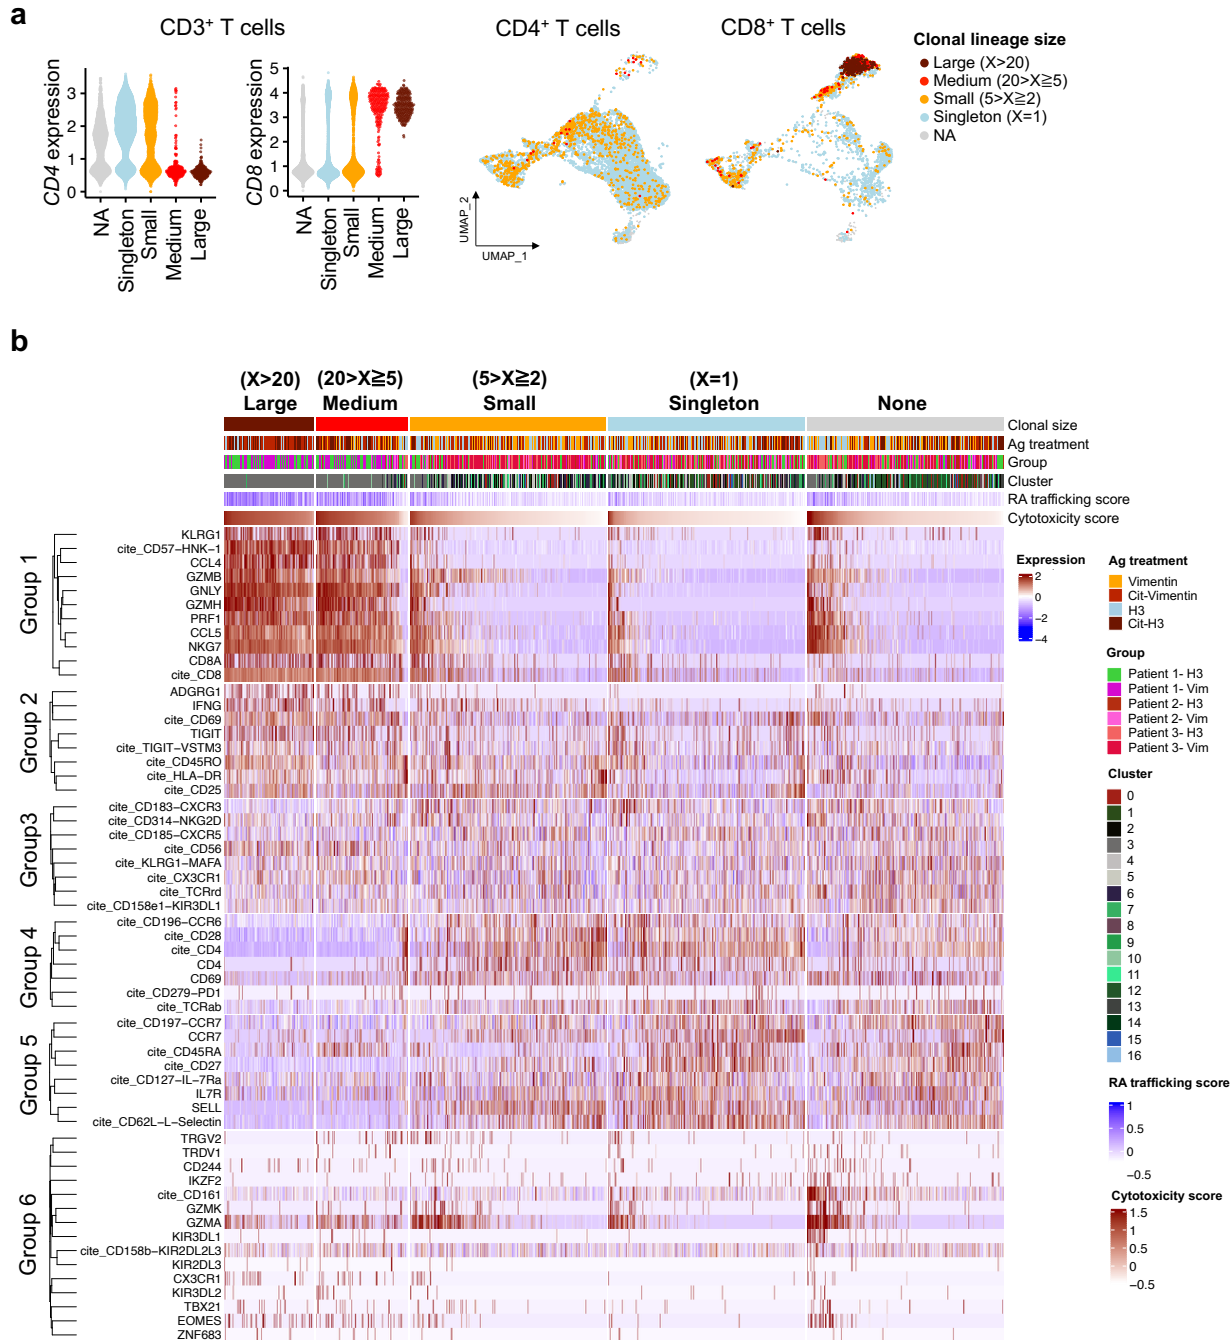 a
CD3+ T cells
CD4+ T cells
CD8+ T cells
CD4 expression
3
2
1
0
NA
Singleton
Small
Medium
Large
CD8 expression
5
4
3
2
1
0
NA
Singleton
Small
Medium
Large
UMAP_2
UMAP_1
Clonal lineage size
Large (X>20)
Medium (20>X≧5)
Small (5>X≧2)
Singleton (X=1)
NA
b
(X>20)
Large
(20>X≧5)
Medium
(5>X≧2)
Small
(X=1)
Singleton
None
Clonal size
Ag treatment
Group
Cluster
RA trafficking score
Cytotoxicity score
Group 1
KLRG1
cite_CD57−HNK−1
CCL4
GZMB
GNLY
GZMH
PRF1
CCL5
NKG7
CD8A
cite_CD8
Group 2
ADGRG1
IFNG
cite_CD69
TIGIT
cite_TIGIT−VSTM3
cite_CD45RO
cite_HLA−DR
cite_CD25
Group3
cite_CD183−CXCR3
cite_CD314−NKG2D
cite_CD185−CXCR5
cite_CD56
cite_KLRG1−MAFA
cite_CX3CR1
cite_TCRrd
cite_CD158e1−KIR3DL1
Group 4
cite_CD196−CCR6
cite_CD28
cite_CD4
CD4
CD69
cite_CD279−PD1
cite_TCRab
Group 5
cite_CD197−CCR7
CCR7
cite_CD45RA
cite_CD27
cite_CD127−IL−7Ra
IL7R
SELL
cite_CD62L−L−Selectin
Group 6
TRGV2
TRDV1
CD244
IKZF2
cite_CD161
GZMK
GZMA
KIR3DL1
cite_CD158b−KIR2DL2L3
KIR2DL3
CX3CR1
KIR3DL2
TBX21
EOMES
ZNF683
Expression
2
0
−2
−4
Ag treatment
Vimentin
Cit-Vimentin
H3
Cit-H3
Group
Patient 1- H3
Patient 1- Vim
Patient 2- H3
Patient 2- Vim
Patient 3- H3
Patient 3- Vim
Cluster
0
1
2
3
4
5
6
7
8
9
10
11
12
13
14
15
16
RA trafficking score
1
0.5
0
−0.5
Cytotoxicity score
1.5
1
0.5
0
−0.5